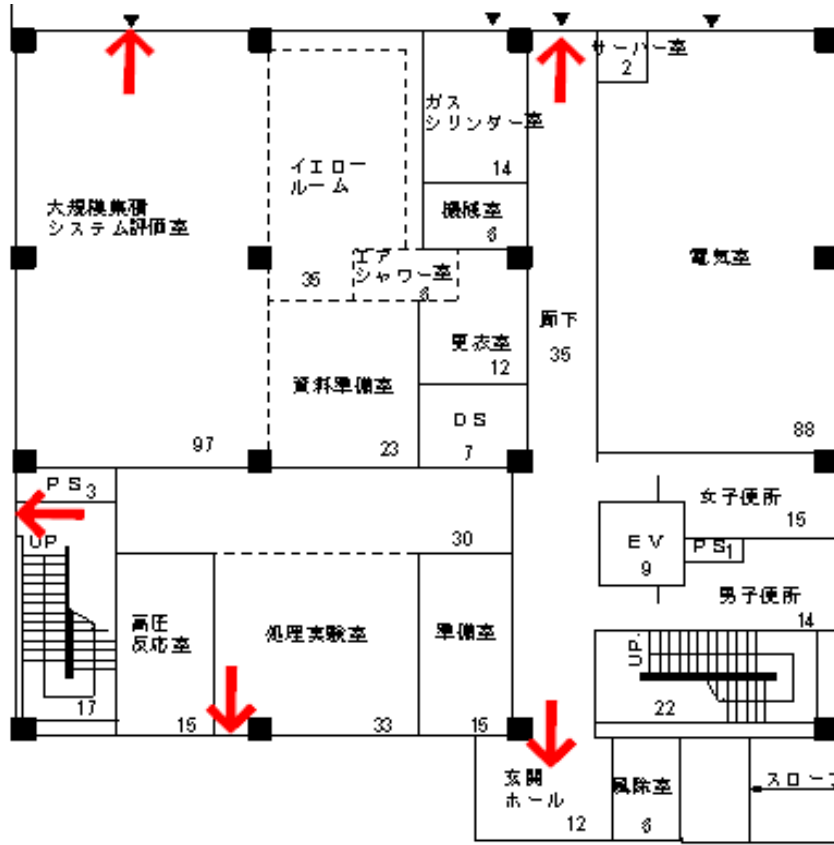 サーバー室
2
ガス
シリンダー室
14
イエロー
ルーム
大規模集積
システム評価室
機械室
6
電気室
エア
シャワー室
6
35
廊下
35
更衣室
12
資料準備室
DS
7
97
23
88
PS3
女子便所
15
30
UP
EV
9
PS1
高圧
反応室
処理実験室
準備室
男子便所
14
UP.
17
15
33
15
22
玄関
ホール
12
風除室
6
スロープ